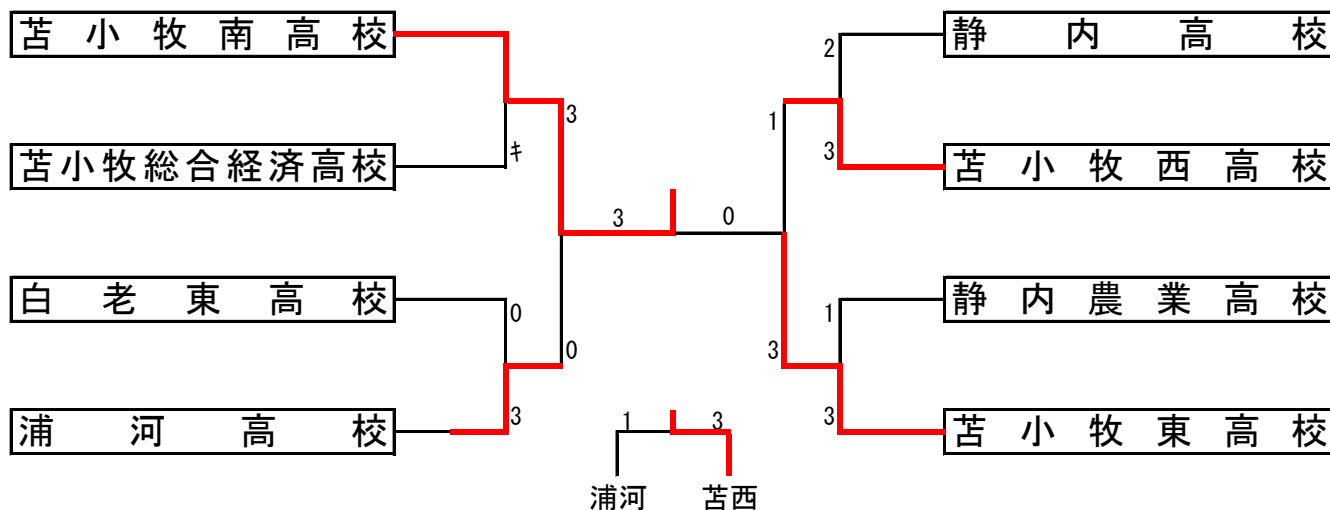 苫小牧南高校
静内高校
2
3
1
苫小牧総合経済高校
ｷ
3
苫小牧西高校
3
0
白老東高校
0
1
静内農業高校
0
3
浦河高校
3
1
3
3
苫小牧東高校
浦河
苫西